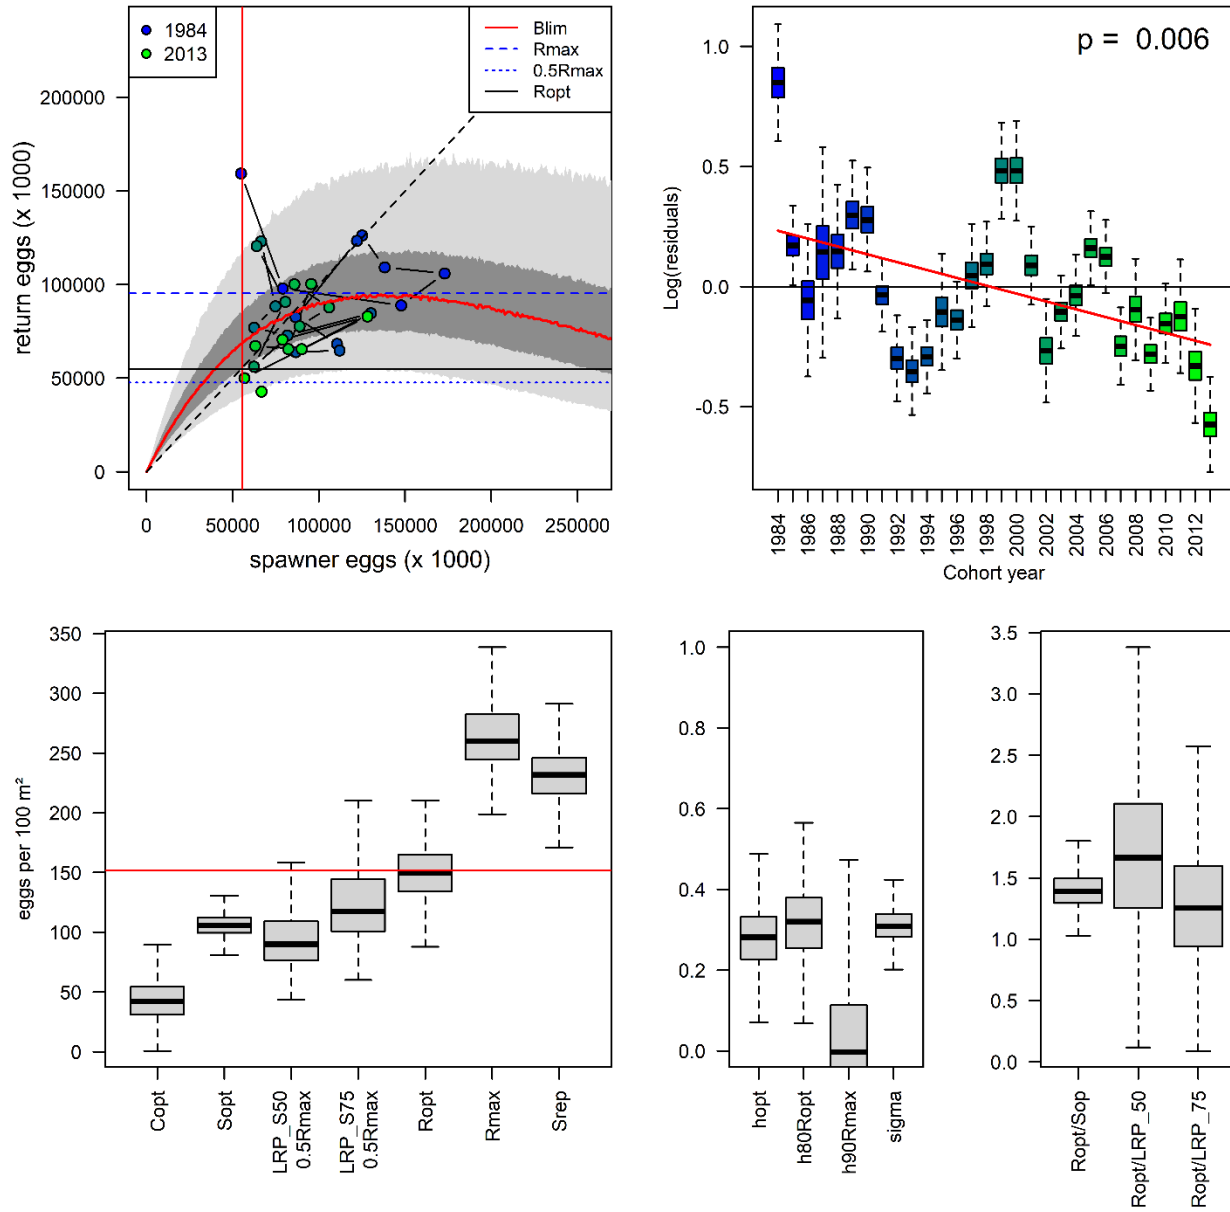 1984
2013
Blim
Rmax
0.5Rmax
Ropt
200000
150000
100000
50000
0
return eggs (x 1000)
0
50000
100000
150000
200000
250000
spawner eggs (x 1000)
p = 0.006
1.0
0.5
0.0
-0.5
Log(residuals)
1984
1986
1988
1990
1992
1994
1996
1998
2000
2002
2004
2006
2008
2010
2012
Cohort year
350
300
250
200
150
100
50
0
eggs per 100 m²
Copt
Sopt
LRP_S50
0.5Rmax
LRP_S75
0.5Rmax
Ropt
Rmax
Srep
1.0
0.8
0.6
0.4
0.2
0.0
hopt
h80Ropt
h90Rmax
sigma
3.5
3.0
2.5
2.0
1.5
1.0
0.5
0.0
Ropt/Sop
Ropt/LRP_50
Ropt/LRP_75